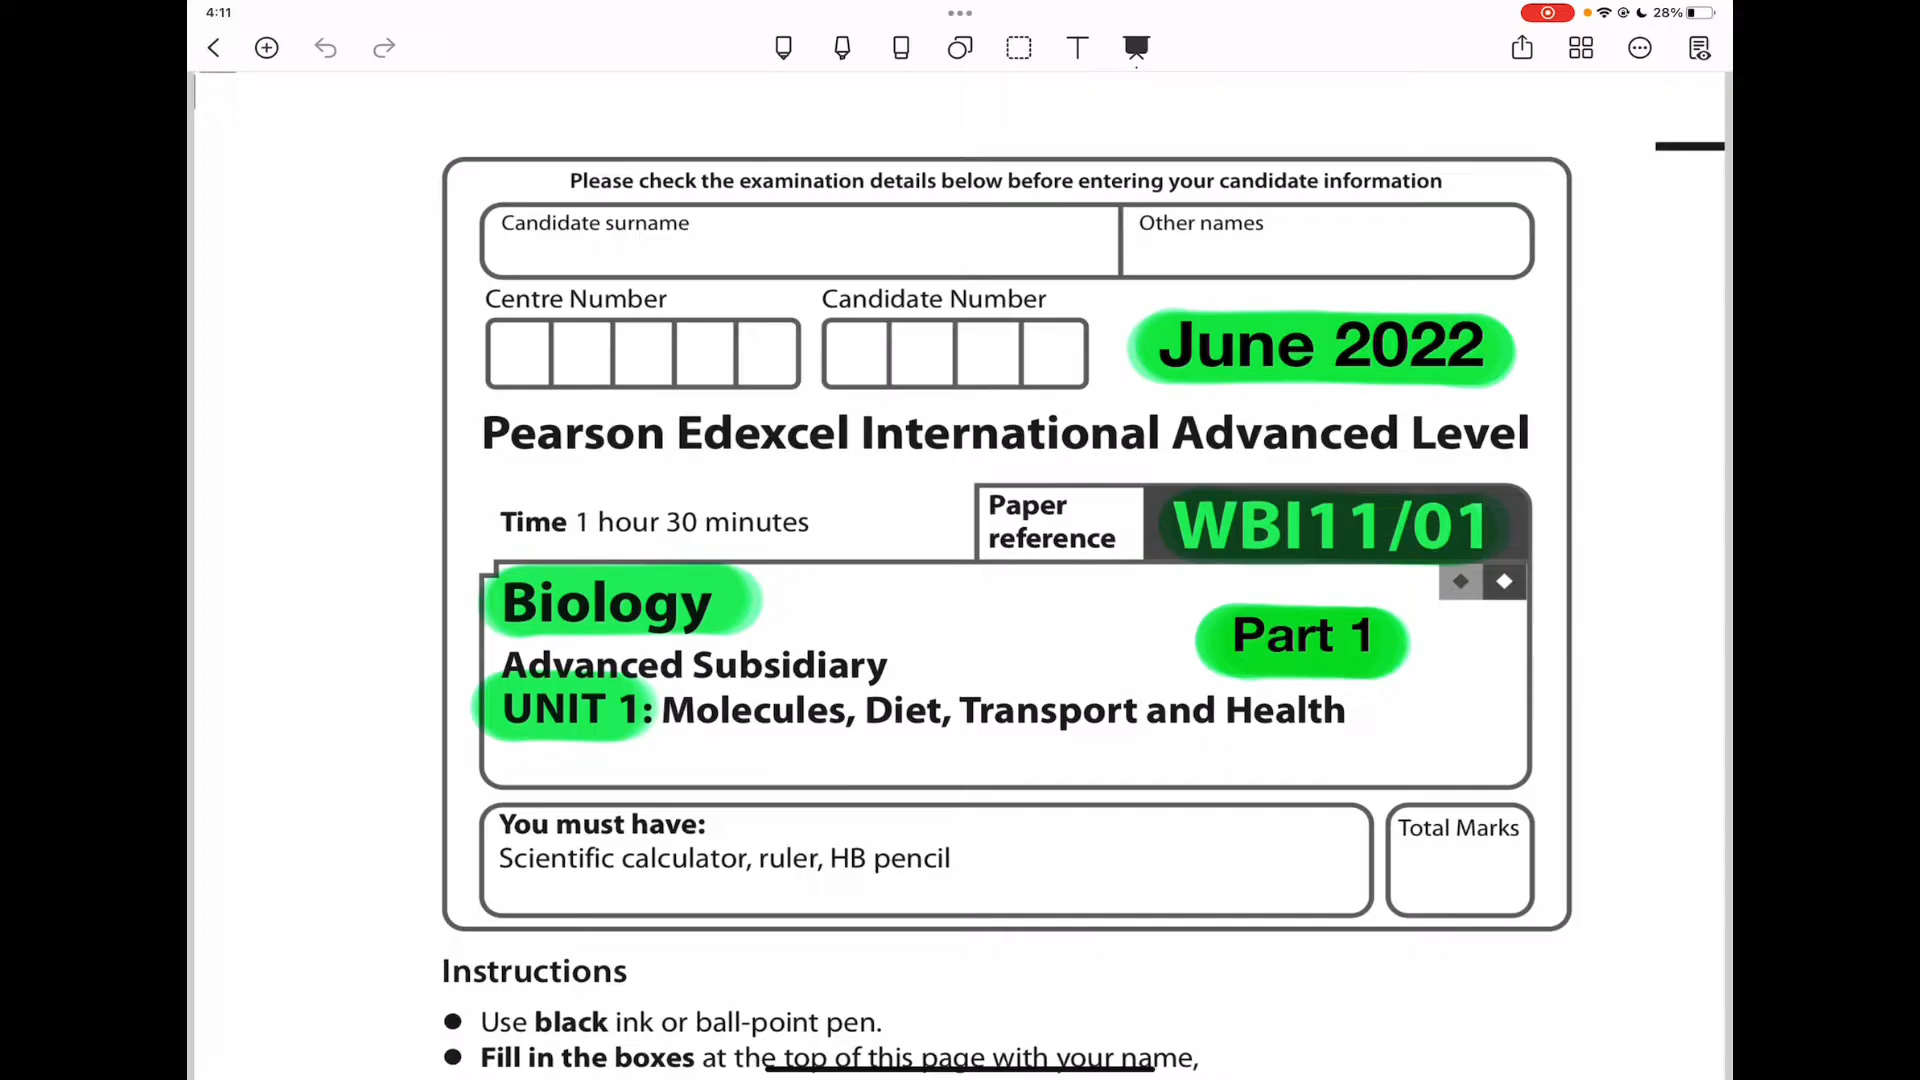 4:11
28%
Please check the examination details below before entering your candidate information
Candidate surname
Other names
Centre Number
Candidate Number
June 2022
Pearson Edexcel International Advanced Level
Time 1 hour 30 minutes
Paper reference
WBI11/01
Biology
Part 1
Advanced Subsidiary
UNIT 1: Molecules, Diet, Transport and Health
You must have:
Scientific calculator, ruler, HB pencil
Total Marks
Instructions
● Use black ink or ball-point pen.
● Fill in the boxes at the top of this page with your name,